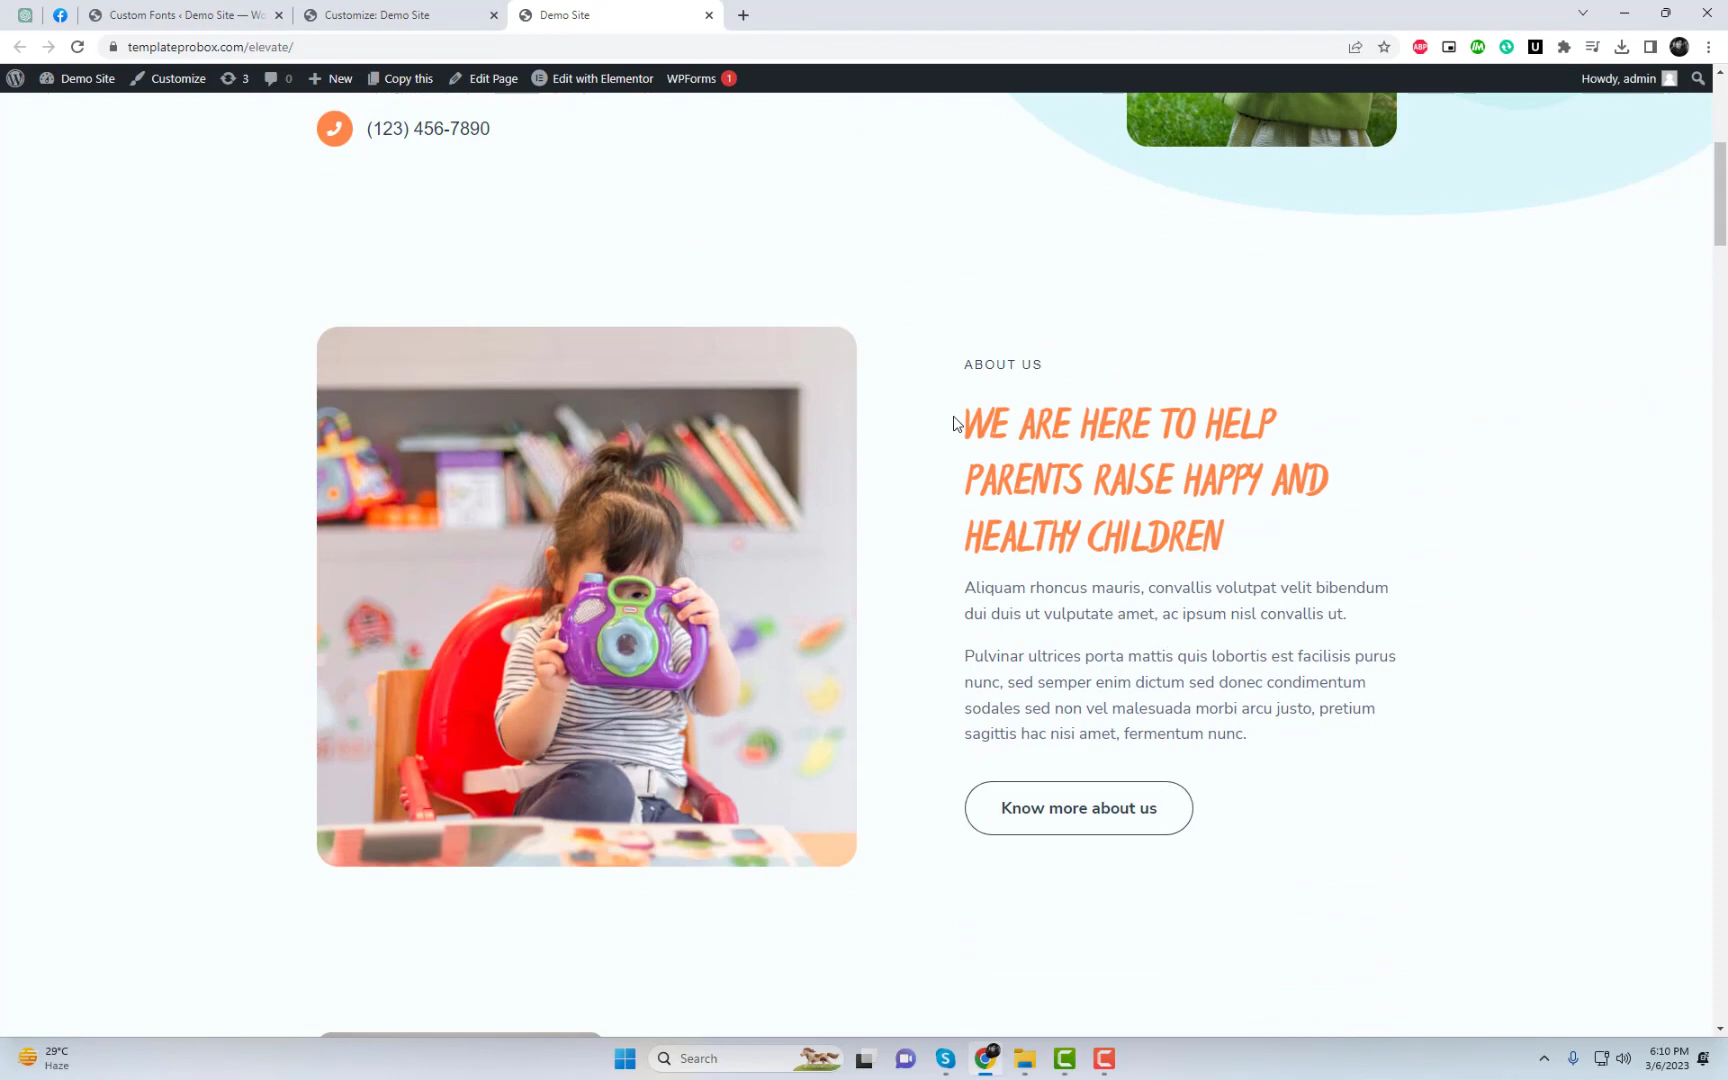 Custom Fonts ‹ Demo Site — Wo
Customize: Demo Site
Demo Site
templateprobox.com/elevate/
ABP
U
Demo Site
Customize
3
0
New
Copy this
Edit Page
Edit with Elementor
WPForms 1
Howdy, admin
(123) 456-7890
ABOUT US
WE ARE HERE TO HELP
PARENTS RAISE HAPPY AND
HEALTHY CHILDREN
Aliquam rhoncus mauris, convallis volutpat velit bibendum
dui duis ut vulputate amet, ac ipsum nisl convallis ut.
Pulvinar ultrices porta mattis quis lobortis est facilisis purus
nunc, sed semper enim dictum sed donec condimentum
sodales sed non vel malesuada morbi arcu justo, pretium
sagittis hac nisi amet, fermentum nunc.
Know more about us
29°C
Haze
Search
6:10 PM
3/6/2023